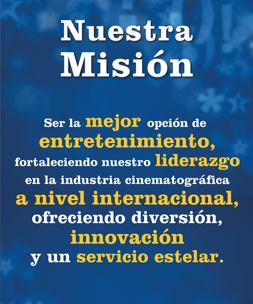 Nuestra
Misión
Ser la mejor opción de
entretenimiento,
fortaleciendo nuestro liderazgo
en la industria cinematográfica
a nivel internacional,
ofreciendo diversión,
innovación
y un servicio estelar.